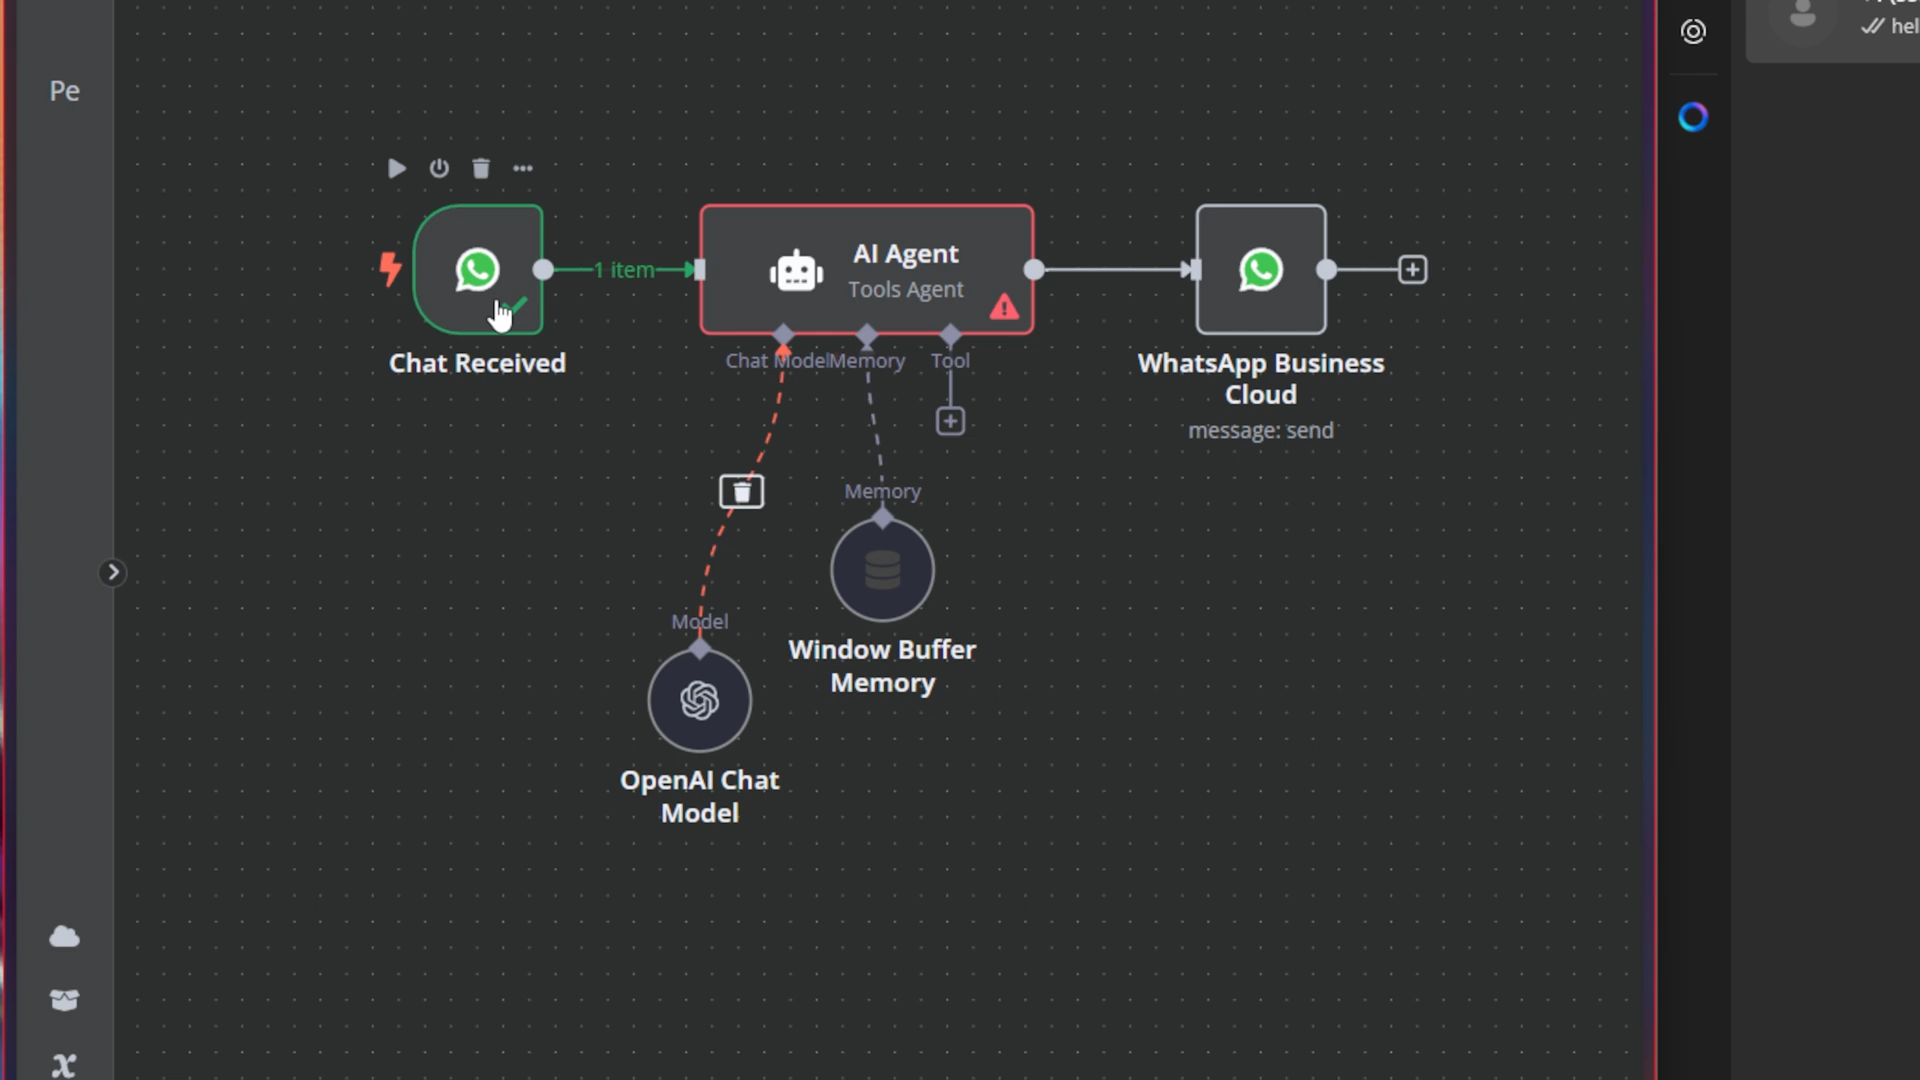 Pe
hel
1 item
AI Agent
Tools Agent
Chat Received
Chat Model
Memory
Tool
WhatsApp Business
Cloud
message: send
Memory
Model
Window Buffer
Memory
OpenAI Chat
Model